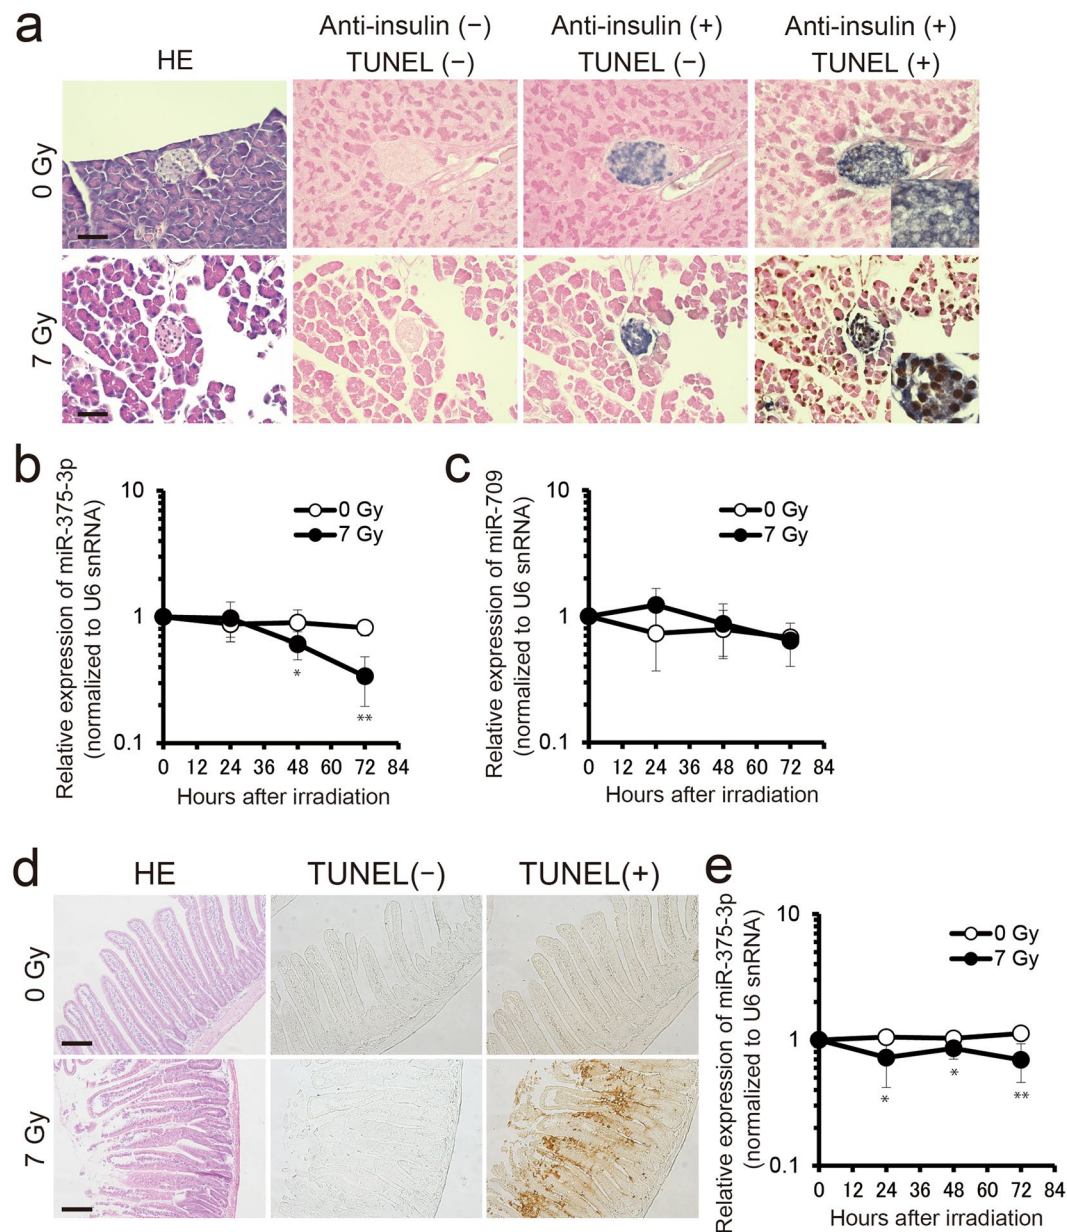 a
HE
Anti-insulin (−)
TUNEL (−)
Anti-insulin (+)
TUNEL (−)
Anti-insulin (+)
TUNEL (+)
0 Gy
7 Gy
b
Relative expression of miR-375-3p
(normalized to U6 snRNA)
10
1
0.1
0 Gy
7 Gy
*
**
0 12 24 36 48 60 72 84
Hours after irradiation
c
Relative expression of miR-709
(normalized to U6 snRNA)
10
1
0.1
0 Gy
7 Gy
0 12 24 36 48 60 72 84
Hours after irradiation
d
HE
TUNEL(−)
TUNEL(+)
0 Gy
7 Gy
e
Relative expression of miR-375-3p
(normalized to U6 snRNA)
10
1
0.1
0 Gy
7 Gy
*
*
**
0 12 24 36 48 60 72 84
Hours after irradiation